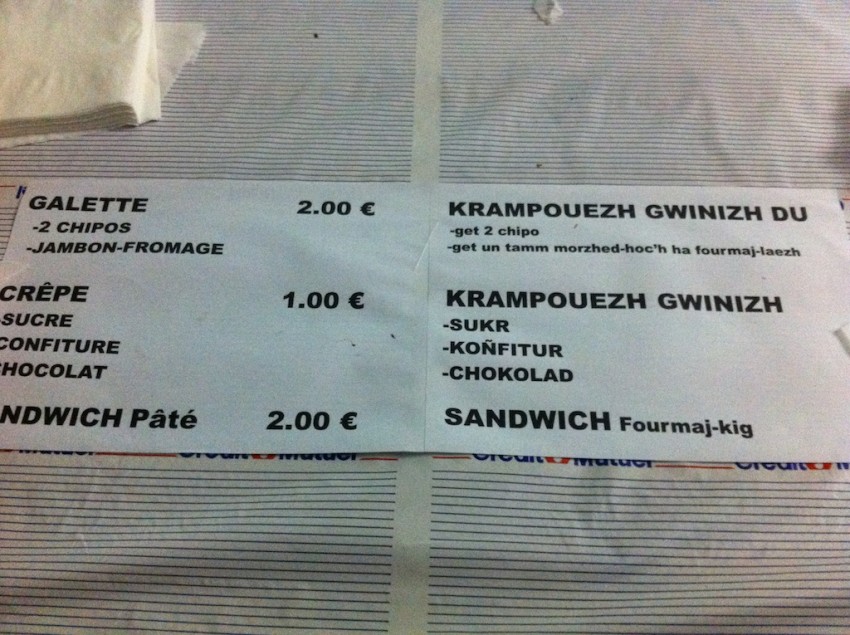 GALETTE 2.00 €
-2 CHIPOS
-JAMBON-FROMAGE
CRÊPE 1.00 €
-SUCRE
CONFITURE
CHOCOLAT
NDWICH Pâté 2.00 €
KRAMPOUEZH GWINIZH DU
-get 2 chipo
-get un tamm morzhed-hoc'h ha fourmaj-laezh
KRAMPOUEZH GWINIZH
-SUKR
-KOÑFITUR
-CHOKOLAD
SANDWICH Fourmaj-kig
Crédit Mutuel Crédit Mutuel Crédit M